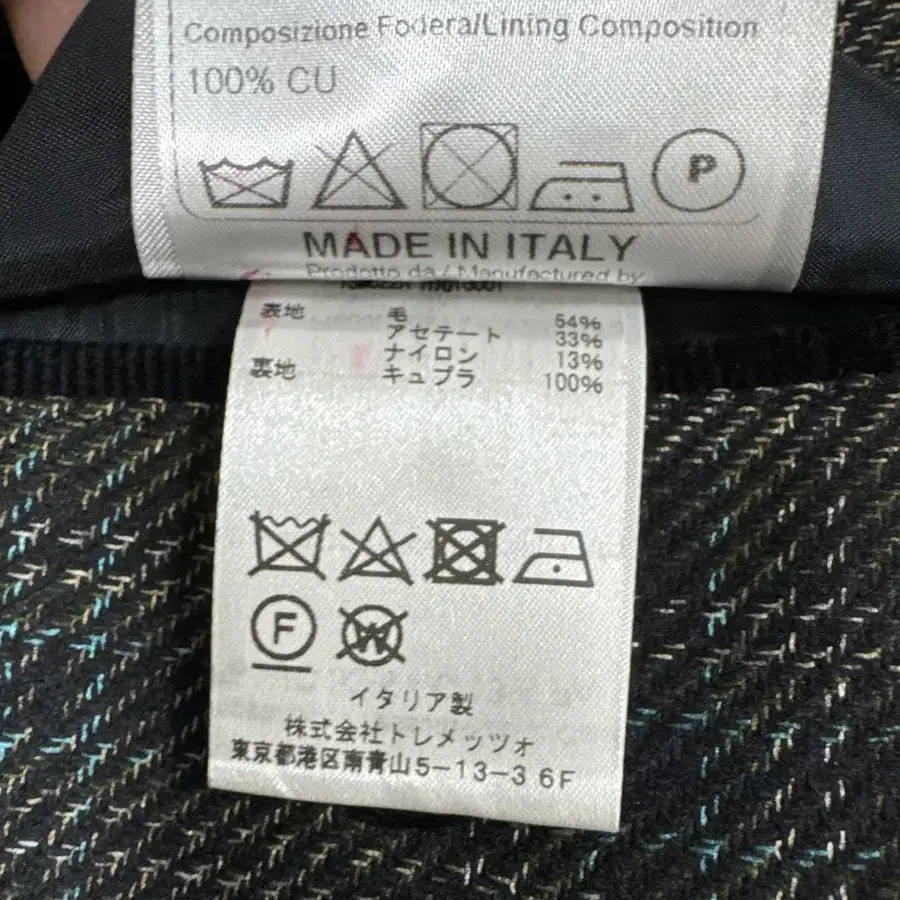 Composizione Fodera/Lining Composition
100% CU
P
MADE IN ITALY
Prodotto da / Manufactured by
表地 毛 54%
アセテート 33%
ナイロン 13%
裏地 キュプラ 100%
F W
イタリア製
株式会社トレメッツォ
東京都港区南青山5-13-3 6F